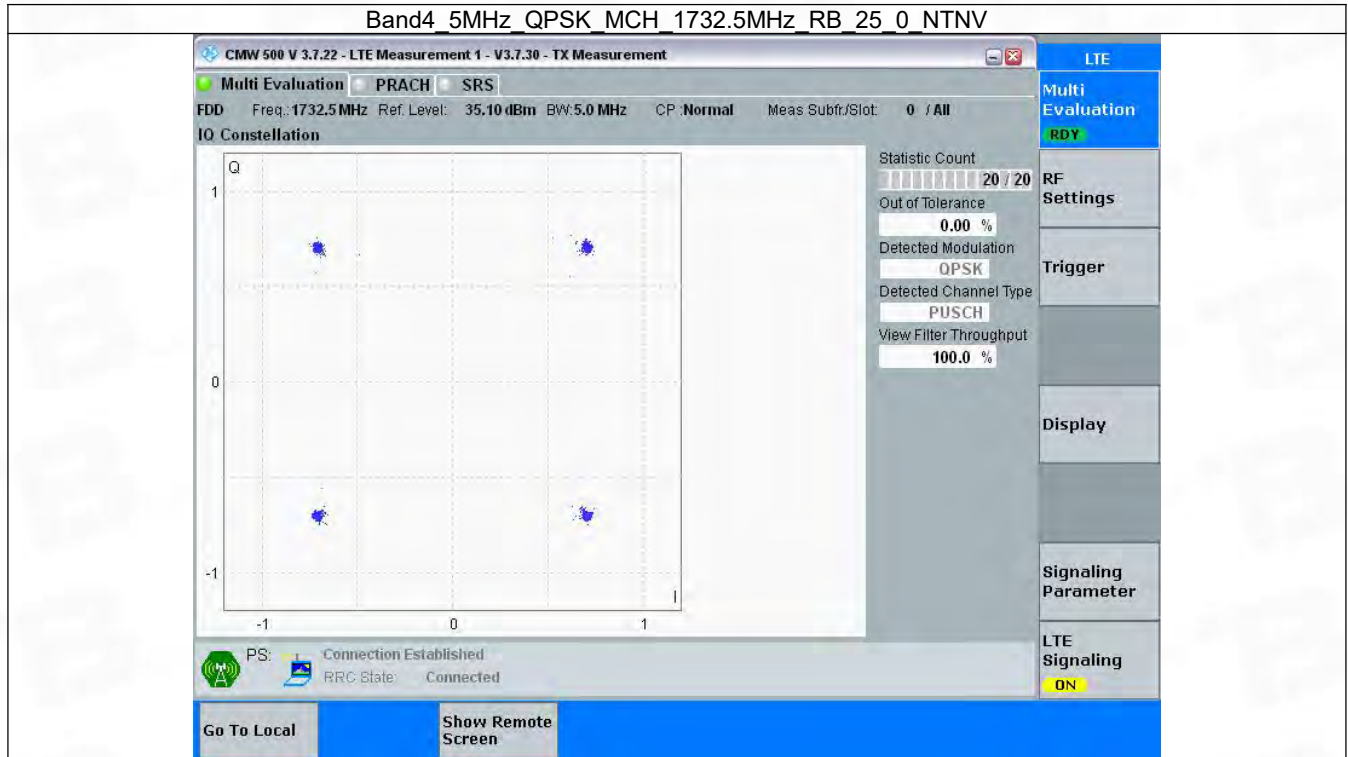 Band4_5MHz_QPSK_MCH_1732.5MHz_RB_25_0_NTNV
CMW 500 V 3.7.22 - LTE Measurement 1 - V3.7.30 - TX Measurement
LTE
Multi Evaluation PRACH SRS
FDD Freq.: 1732.5 MHz Ref. Level: 35.10 dBm BW: 5.0 MHz CP : Normal Meas Subfr./Slot: 0 / All
IQ Constellation
Q
1
0
-1
I
-1 0 1
Statistic Count
20 / 20
Out of Tolerance
0.00 %
Detected Modulation
QPSK
Detected Channel Type
PUSCH
View Filter Throughput
100.0 %
Multi
Evaluation
RDY
RF
Settings
Trigger
Display
Signaling
Parameter
LTE
Signaling
ON
PS: Connection Established
RRC State: Connected
Go To Local
Show Remote
Screen